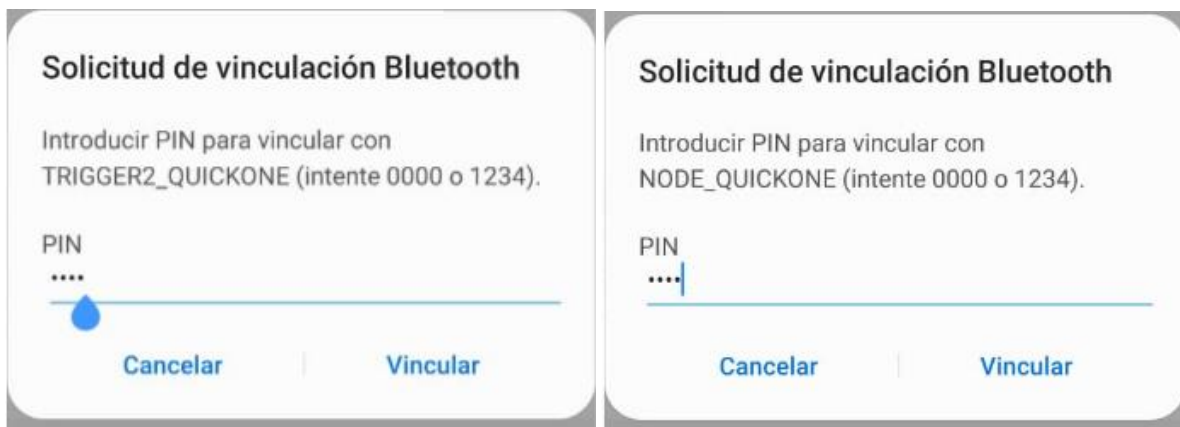 Solicitud de vinculación Bluetooth
Introducir PIN para vincular con
TRIGGER2_QUICKONE (intente 0000 o 1234).
PIN
••••
Cancelar
Vincular
Solicitud de vinculación Bluetooth
Introducir PIN para vincular con
NODE_QUICKONE (intente 0000 o 1234).
PIN
••••
Cancelar
Vincular